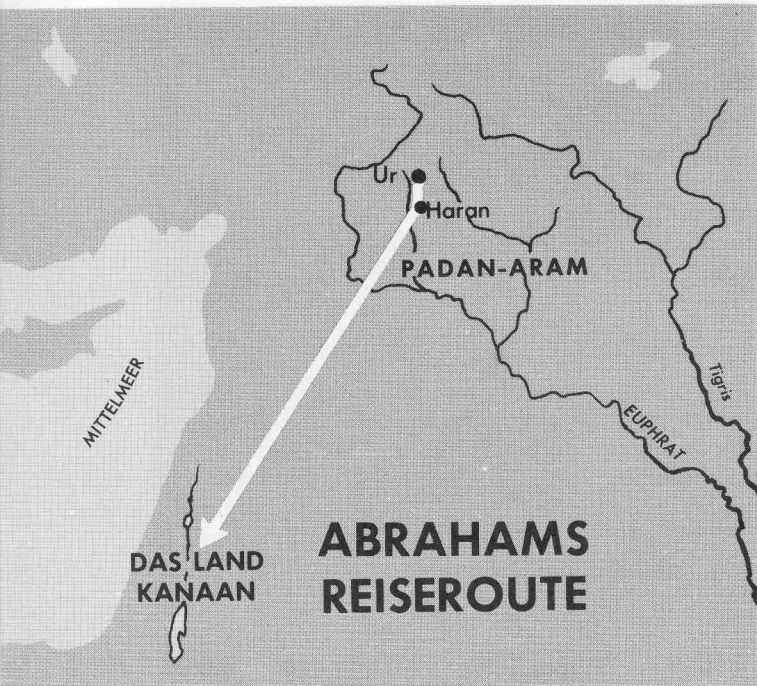 Ur
Haran
PADAN-ARAM
MITTELMEER
Tigris
EUPHRAT
DAS LAND
KANAAN
ABRAHAMS
REISEROUTE